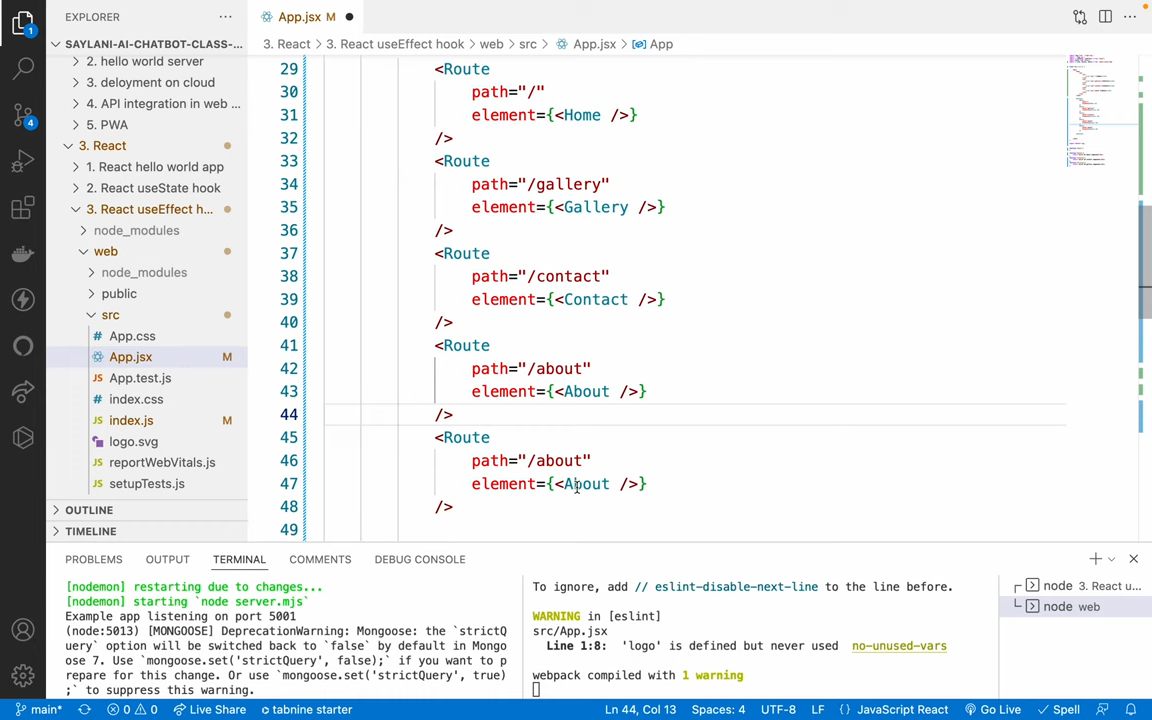 EXPLORER
App.jsx M
SAYLANI-AI-CHATBOT-CLASS-...
3. React > 3. React useEffect hook > web > src > App.jsx > App
2. hello world server
3. deloyment on cloud
4. API integration in web ...
5. PWA
3. React
1. React hello world app
2. React useState hook
3. React useEffect h...
node_modules
web
node_modules
public
src
# App.css
App.jsx M
JS App.test.js
# index.css
JS index.js M
logo.svg
JS reportWebVitals.js
JS setupTests.js
OUTLINE
TIMELINE
1
4
29 <Route
30 path="/"
31 element={<Home />}
32 />
33 <Route
34 path="/gallery"
35 element={<Gallery />}
36 />
37 <Route
38 path="/contact"
39 element={<Contact />}
40 />
41 <Route
42 path="/about"
43 element={<About />}
44 />
45 <Route
46 path="/about"
47 element={<About />}
48 />
49
PROBLEMS OUTPUT TERMINAL COMMENTS DEBUG CONSOLE
[nodemon] restarting due to changes...
[nodemon] starting `node server.mjs`
Example app listening on port 5001
(node:5013) [MONGOOSE] DeprecationWarning: Mongoose: the `strictQ
uery` option will be switched back to `false` by default in Mongo
ose 7. Use `mongoose.set('strictQuery', false);` if you want to p
repare for this change. Or use `mongoose.set('strictQuery', true)
;` to suppress this warning.
To ignore, add // eslint-disable-next-line to the line before.
WARNING in [eslint]
src/App.jsx
Line 1:8: 'logo' is defined but never used no-unused-vars
webpack compiled with 1 warning
node 3. React u...
node web
main* 0 0 Live Share tabnine starter Ln 44, Col 13 Spaces: 4 UTF-8 LF {} JavaScript React Go Live Spell